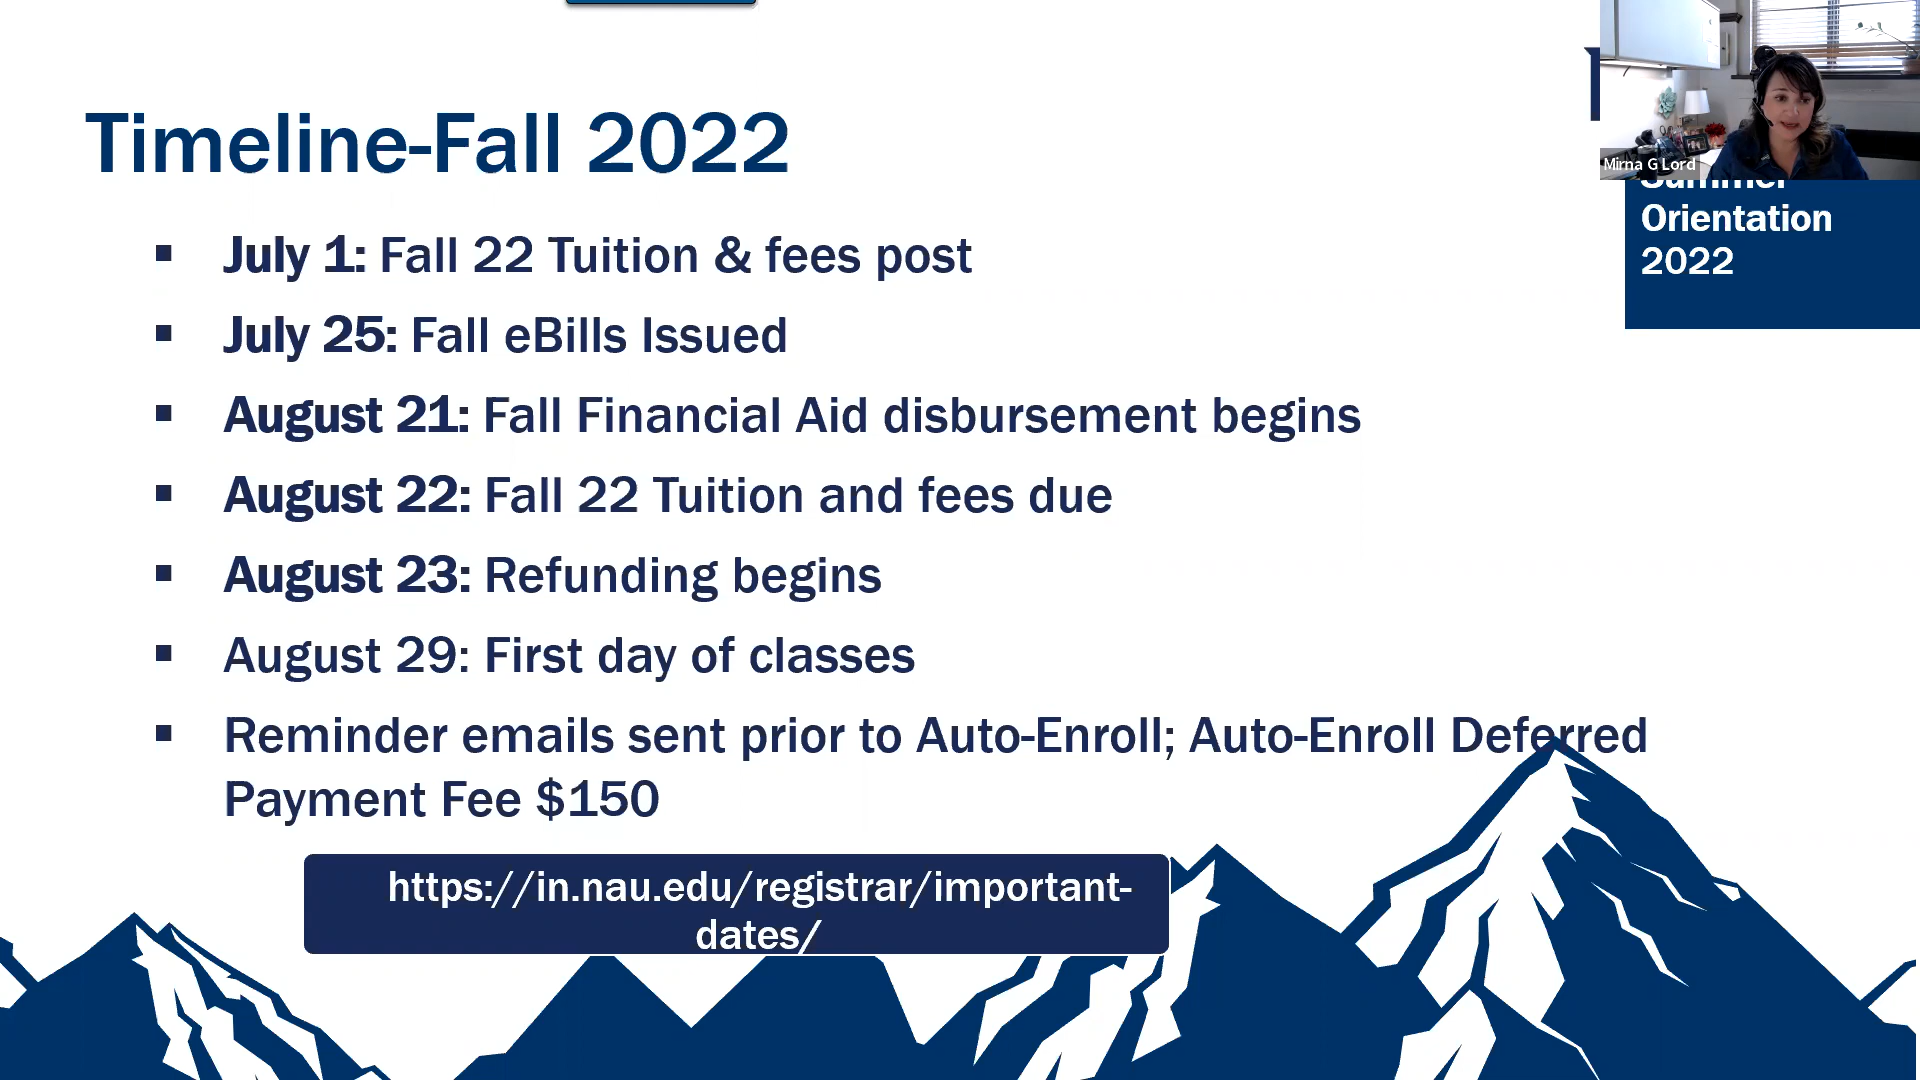 Timeline-Fall 2022
▪ July 1: Fall 22 Tuition & fees post
▪ July 25: Fall eBills Issued
▪ August 21: Fall Financial Aid disbursement begins
▪ August 22: Fall 22 Tuition and fees due
▪ August 23: Refunding begins
▪ August 29: First day of classes
▪ Reminder emails sent prior to Auto-Enroll; Auto-Enroll Deferred
Payment Fee $150
https://in.nau.edu/registrar/important-
dates/
Mirna G Lord
Summer
Orientation
2022